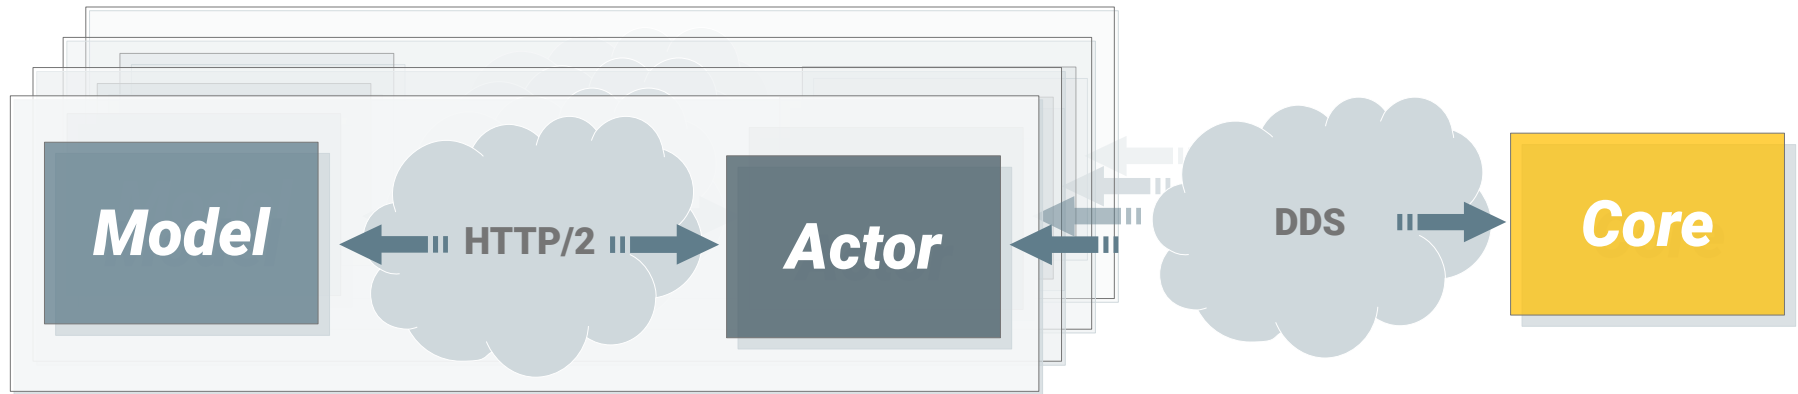 Model
HTTP/2
Actor
DDS
Core